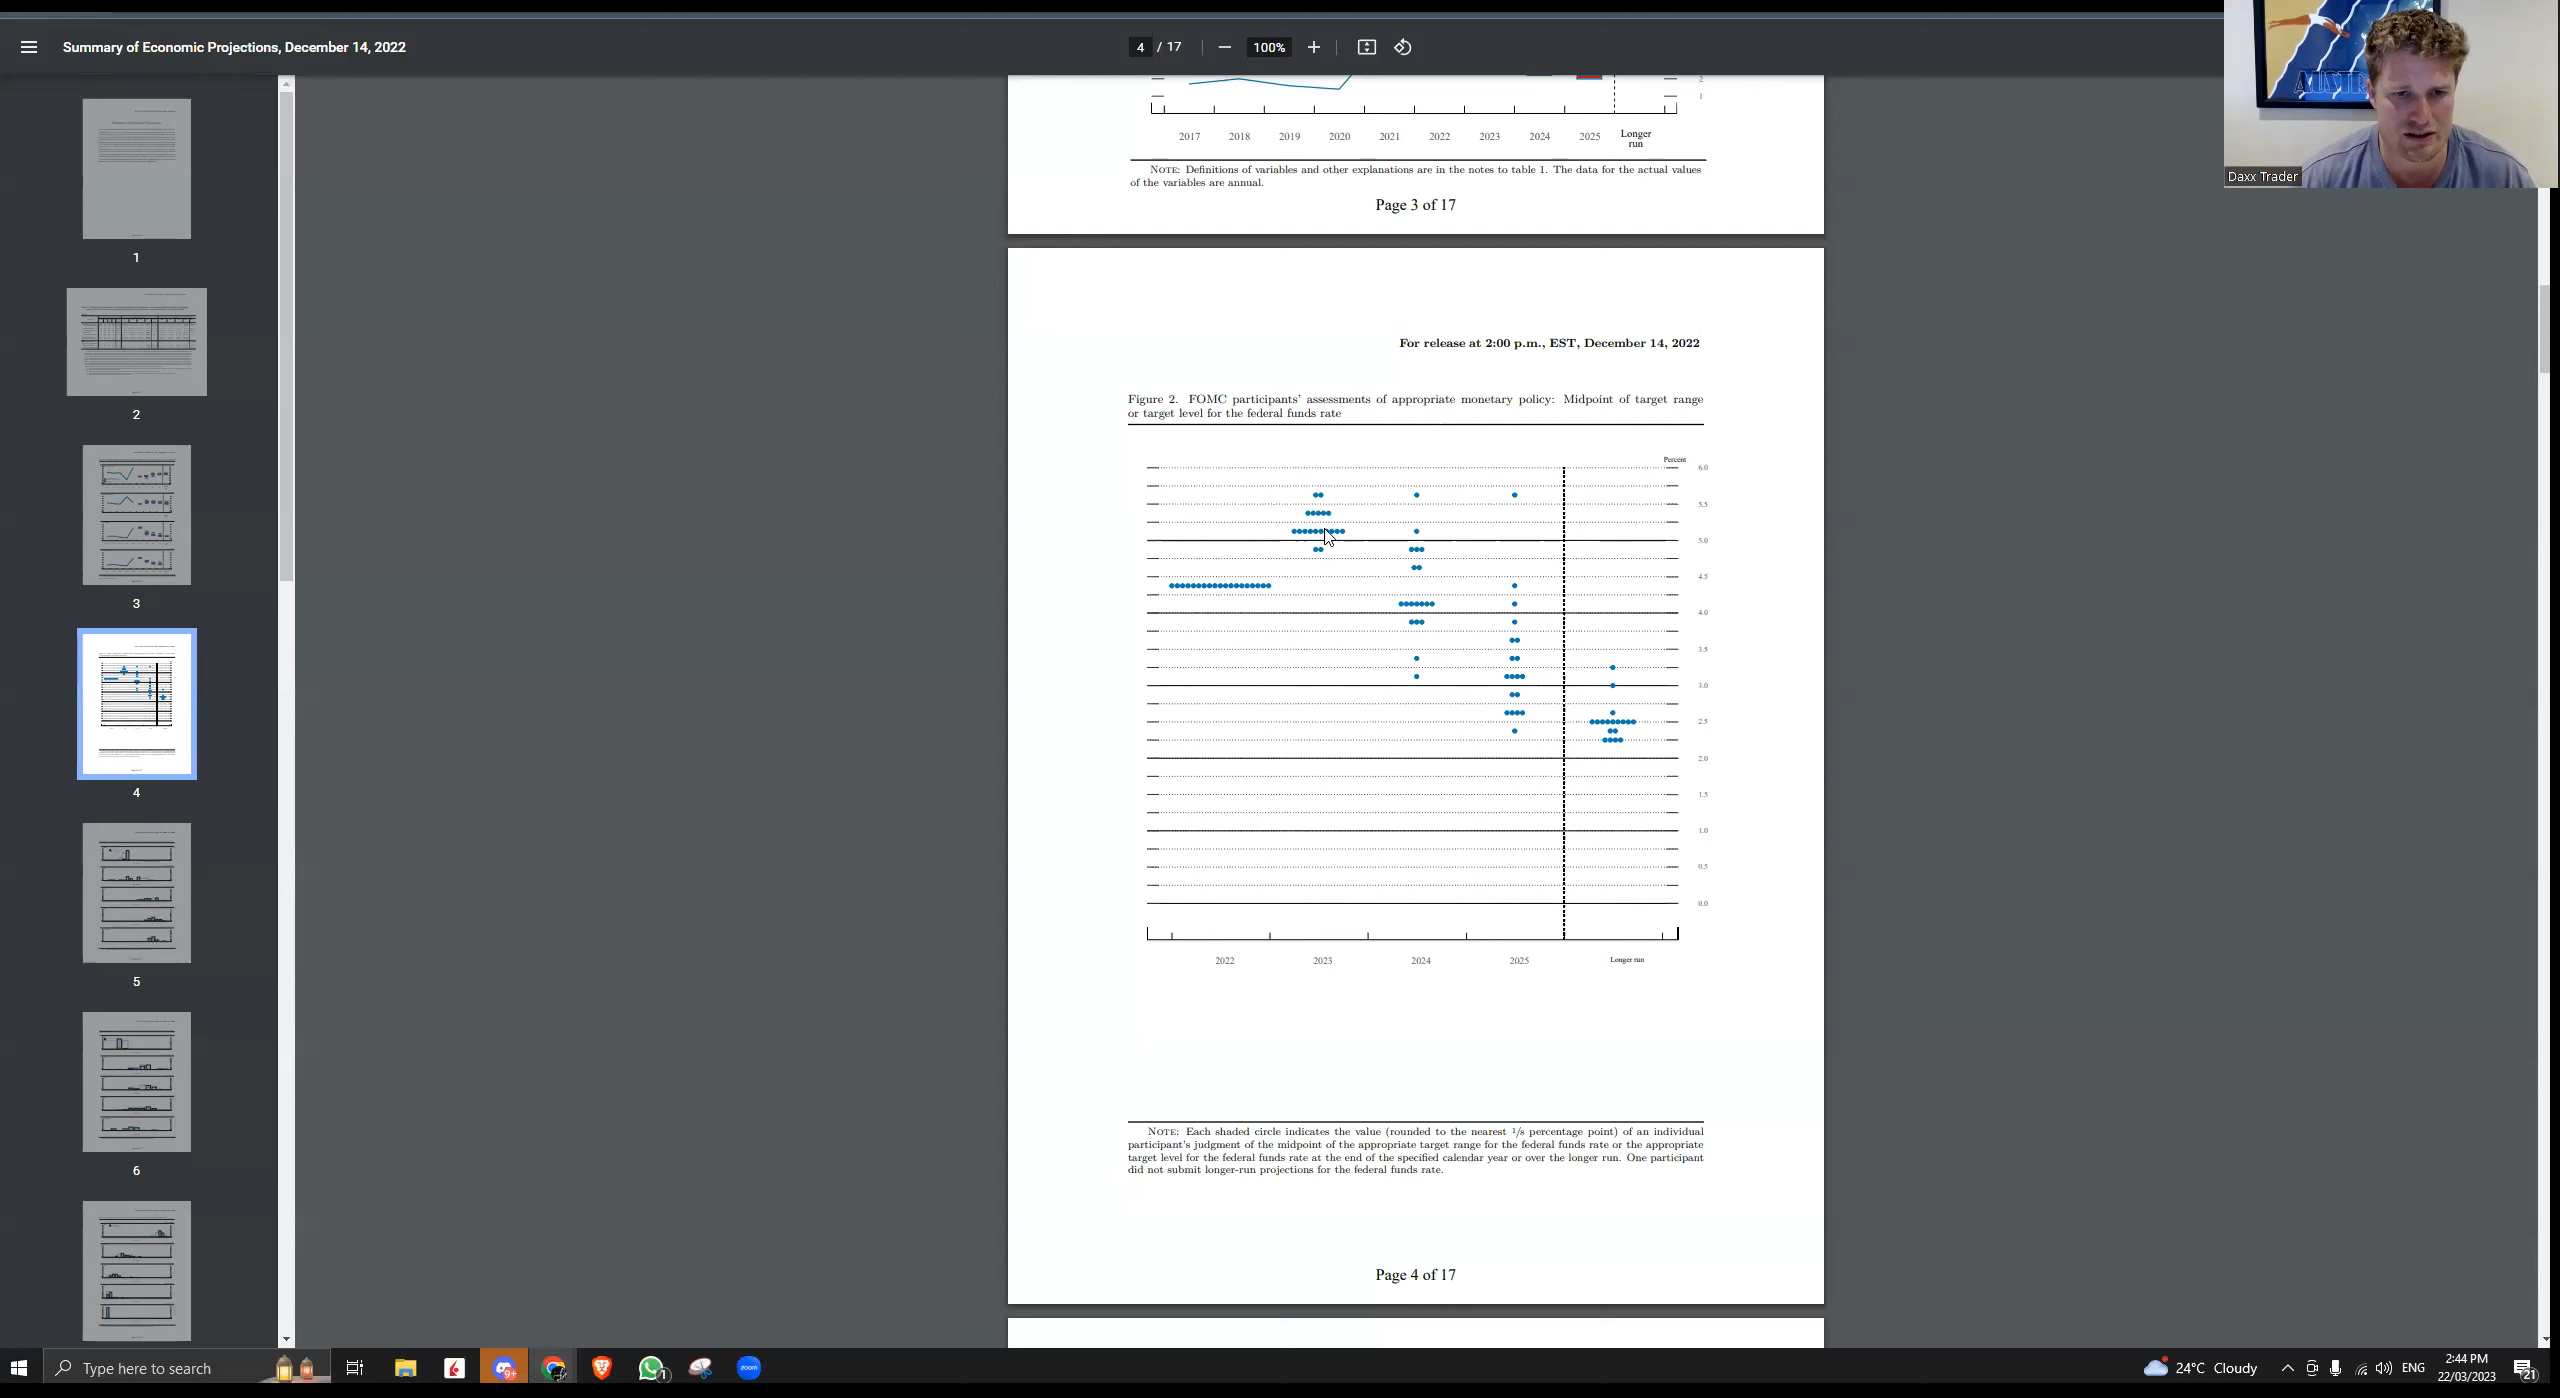 Summary of Economic Projections, December 14, 2022
4 / 17
100%
Daxx Trader
1
2
3
4
5
6
2
1
2017 2018 2019 2020 2021 2022 2023 2024 2025 Longer
run
NOTE: Definitions of variables and other explanations are in the notes to table 1. The data for the actual values
of the variables are annual.
Page 3 of 17
For release at 2:00 p.m., EST, December 14, 2022
Figure 2. FOMC participants' assessments of appropriate monetary policy: Midpoint of target range
or target level for the federal funds rate
Percent
6.0
5.5
5.0
4.5
4.0
3.5
3.0
2.5
2.0
1.5
1.0
0.5
0.0
2022 2023 2024 2025 Longer run
NOTE: Each shaded circle indicates the value (rounded to the nearest 1/8 percentage point) of an individual
participant's judgment of the midpoint of the appropriate target range for the federal funds rate or the appropriate
target level for the federal funds rate at the end of the specified calendar year or over the longer run. One participant
did not submit longer-run projections for the federal funds rate.
Page 4 of 17
Type here to search
9+
1
zoom
24°C Cloudy
ENG
2:44 PM
22/03/2023
21